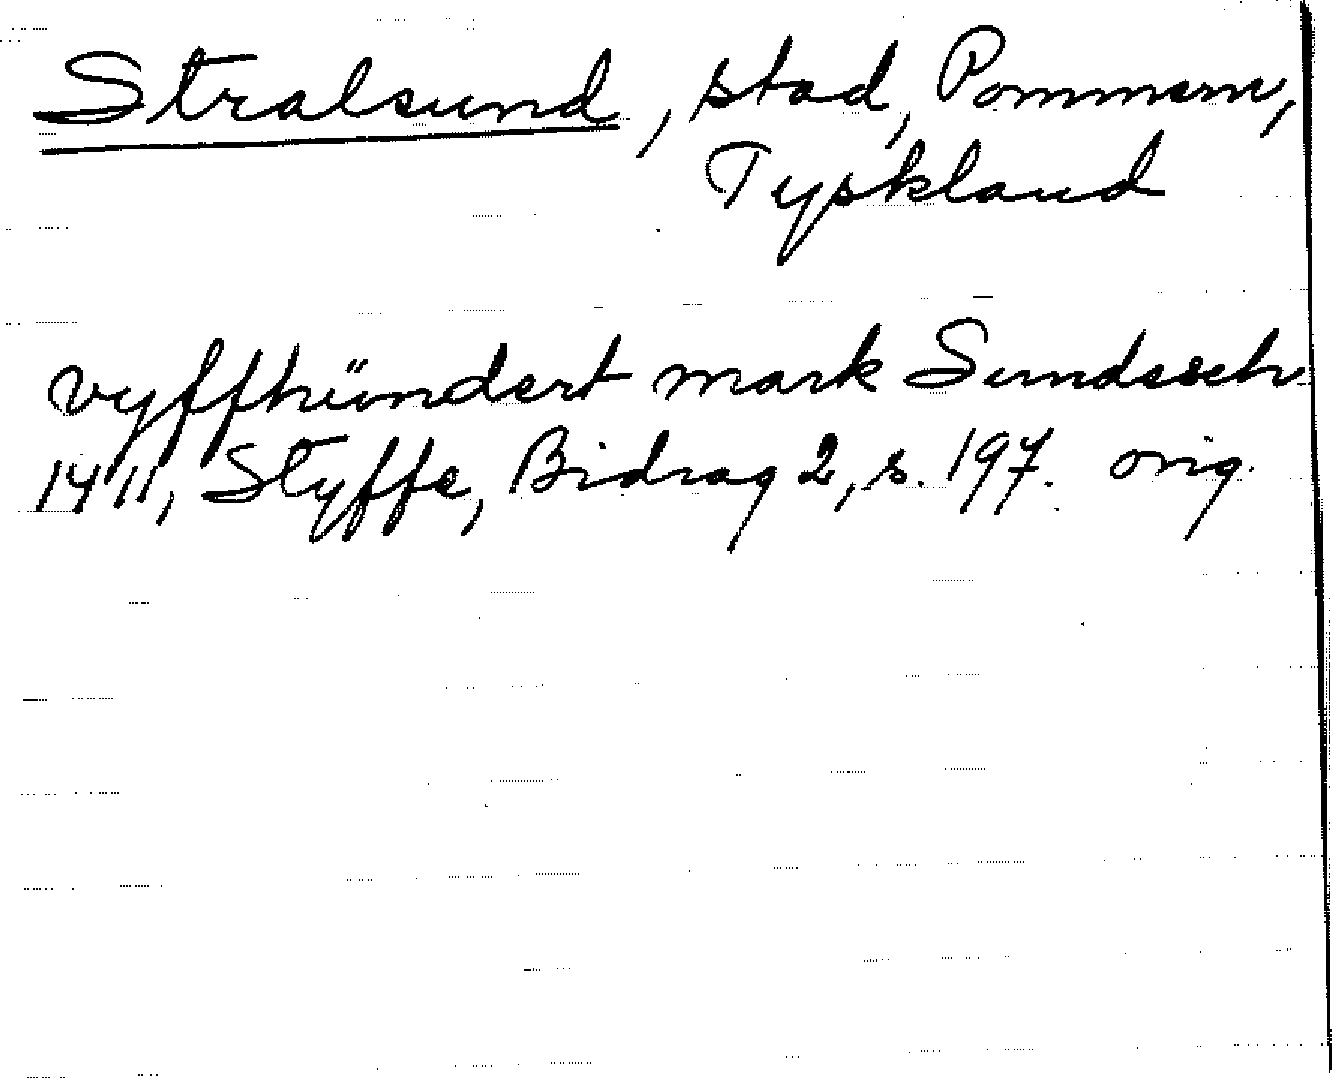 Stralsund, stad, Pommern,
Tyskland
vyffhündert mark Sundesch
1411, Styffe, Bidrag 2, s. 197. orig.